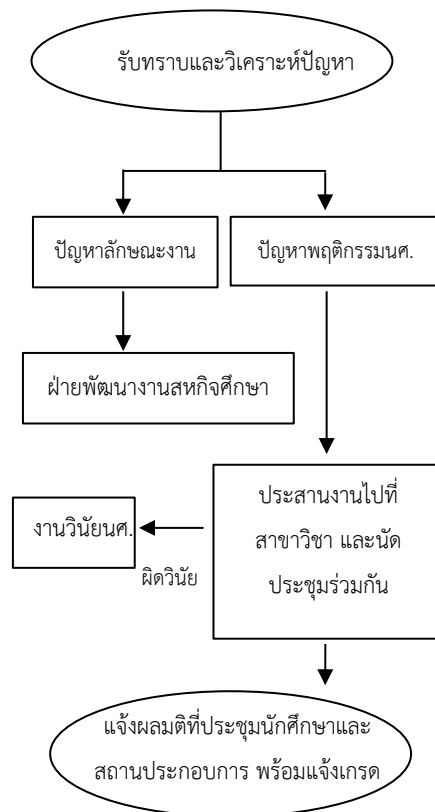 รับทราบและวิเคราะห์ปัญหา
ปัญหาลักษณะงาน
ปัญหาพฤติกรรมนศ.
ฝ่ายพัฒนางานสหกิจศึกษา
ประสานงานไปที่
สาขาวิชา และนัด
ประชุมร่วมกัน
งานวินัยนศ.
ผิดวินัย
แจ้งผลมติที่ประชุมนักศึกษาและ
สถานประกอบการ พร้อมแจ้งเกรด